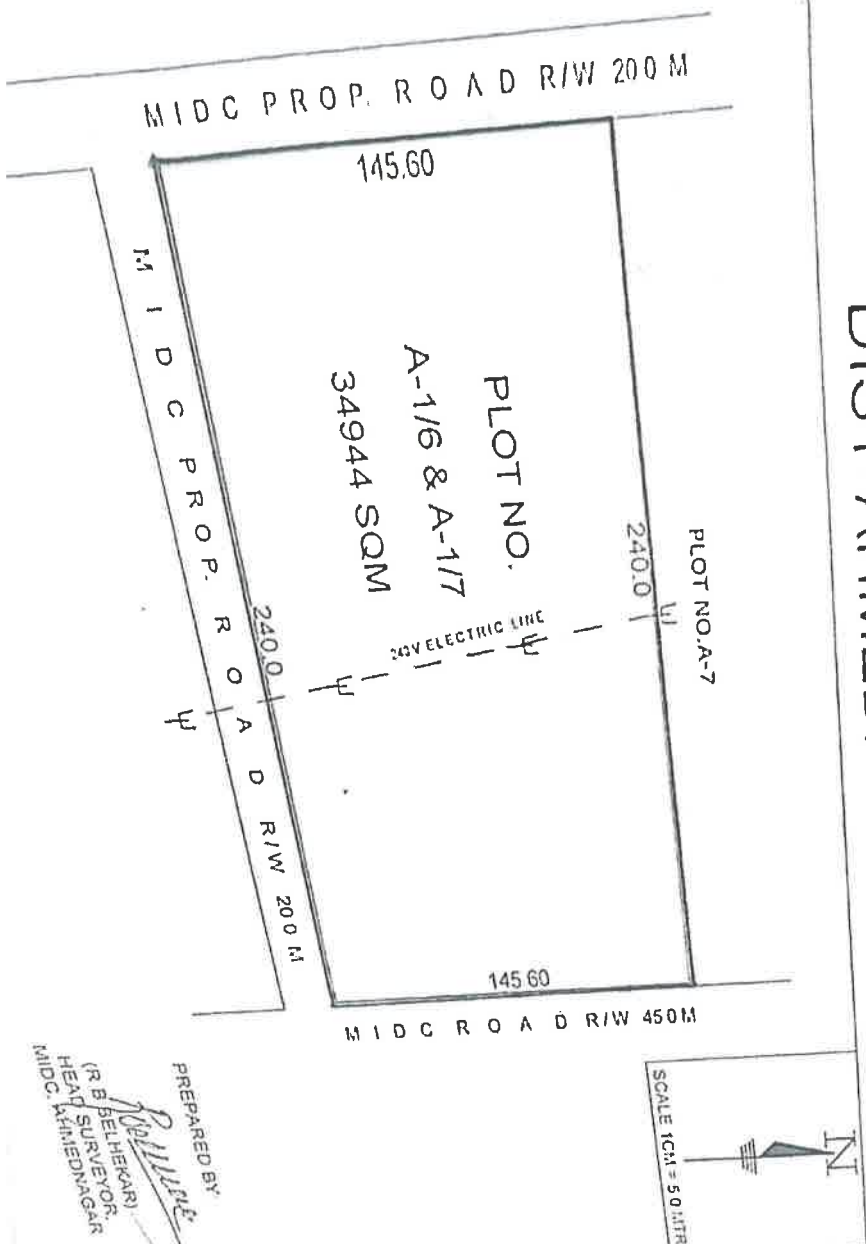 MIDC PROP. ROAD R/W 200 M
145.60
PLOT NO.
A-1/6 & A-1/7
34944 SQM
PLOT NO. A-7
240.0
240V ELECTRIC LINE
240.0
MIDC PROP. ROAD R/W 200 M
145.60
MIDC ROAD R/W 450M
N
SCALE 1CM = 50 MTR
PREPARED BY
(R B BELHEKAR)
HEAD SURVEYOR.
MIDC. AHMEDNAGAR